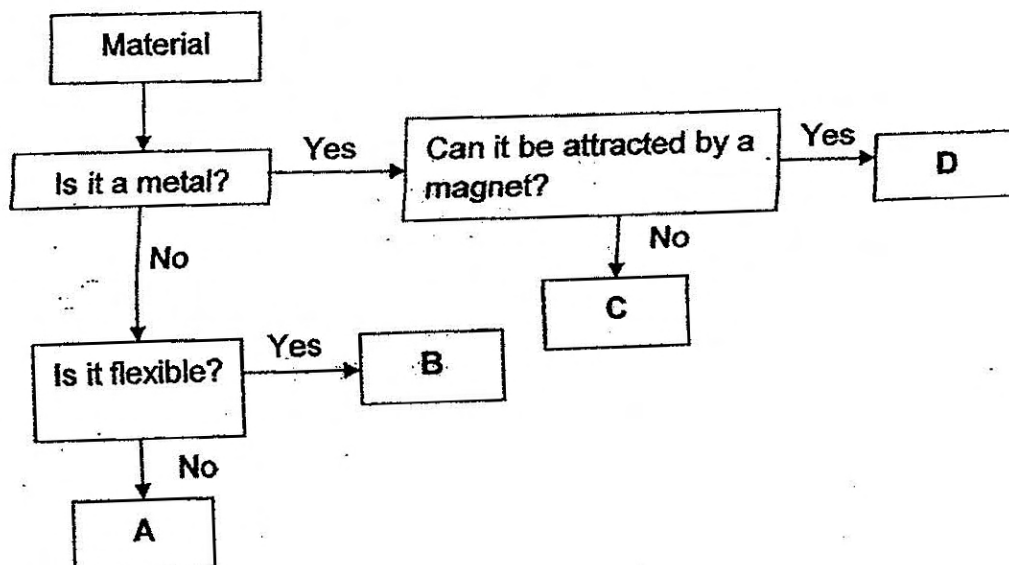 Material
Is it a metal?
Yes
Can it be attracted by a
magnet?
Yes
D
No
No
C
Is it flexible?
Yes
B
No
A